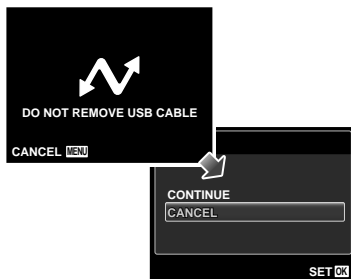 DO NOT REMOVE USB CABLE
CANCEL MENU
CONTINUE
CANCEL
SET OK